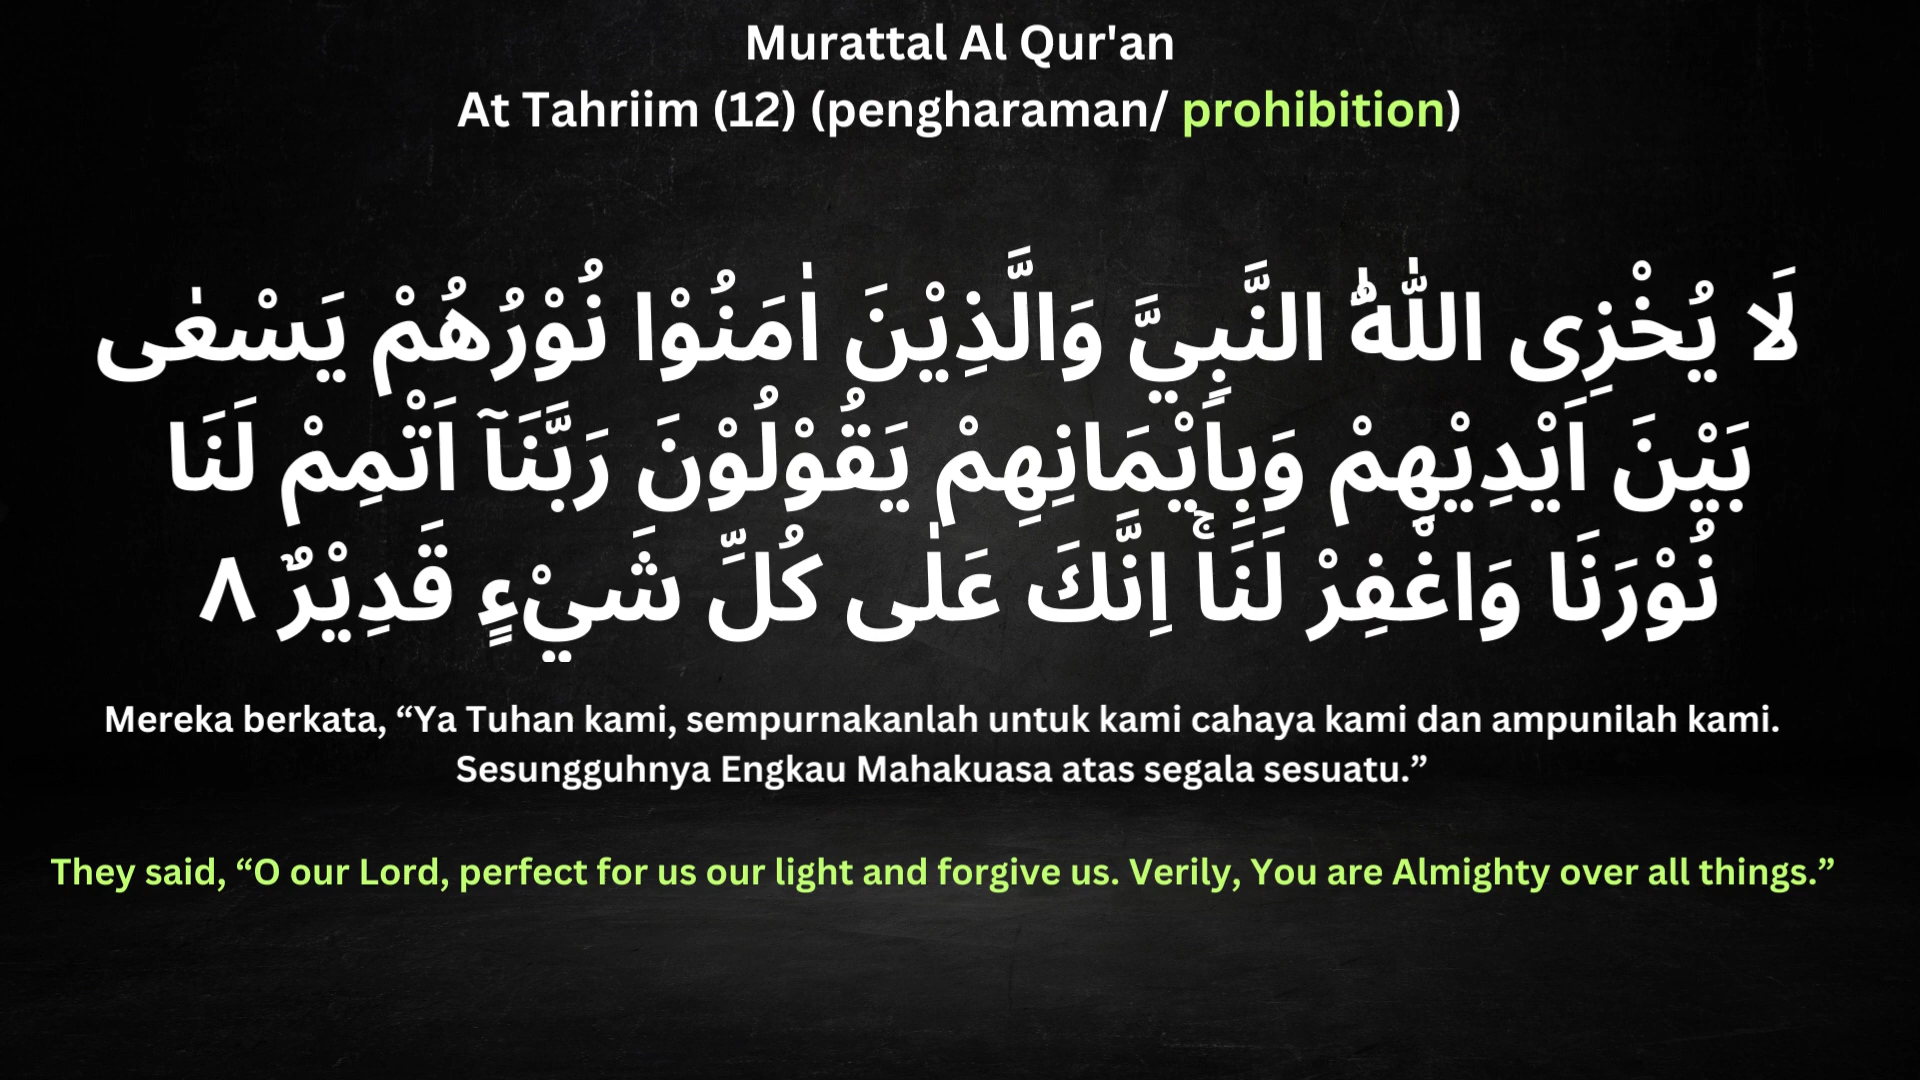 Murattal Al Qur'an
At Tahriim (12) (pengharaman/ prohibition)
لَا يُخْزِى اللّٰهُ النَّبِيَّ وَالَّذِيْنَ اٰمَنُوْا نُوْرُهُمْ يَسْعٰى
بَيْنَ اَيْدِيْهِمْ وَبِاَيْمَانِهِمْ يَقُوْلُوْنَ رَبَّنَآ اَتْمِمْ لَنَا
نُوْرَنَا وَاغْفِرْ لَنَاۚ اِنَّكَ عَلٰى كُلِّ شَيْءٍ قَدِيْرٌ ٨
Mereka berkata, “Ya Tuhan kami, sempurnakanlah untuk kami cahaya kami dan ampunilah kami.
Sesungguhnya Engkau Mahakuasa atas segala sesuatu.”
They said, “O our Lord, perfect for us our light and forgive us. Verily, You are Almighty over all things.”